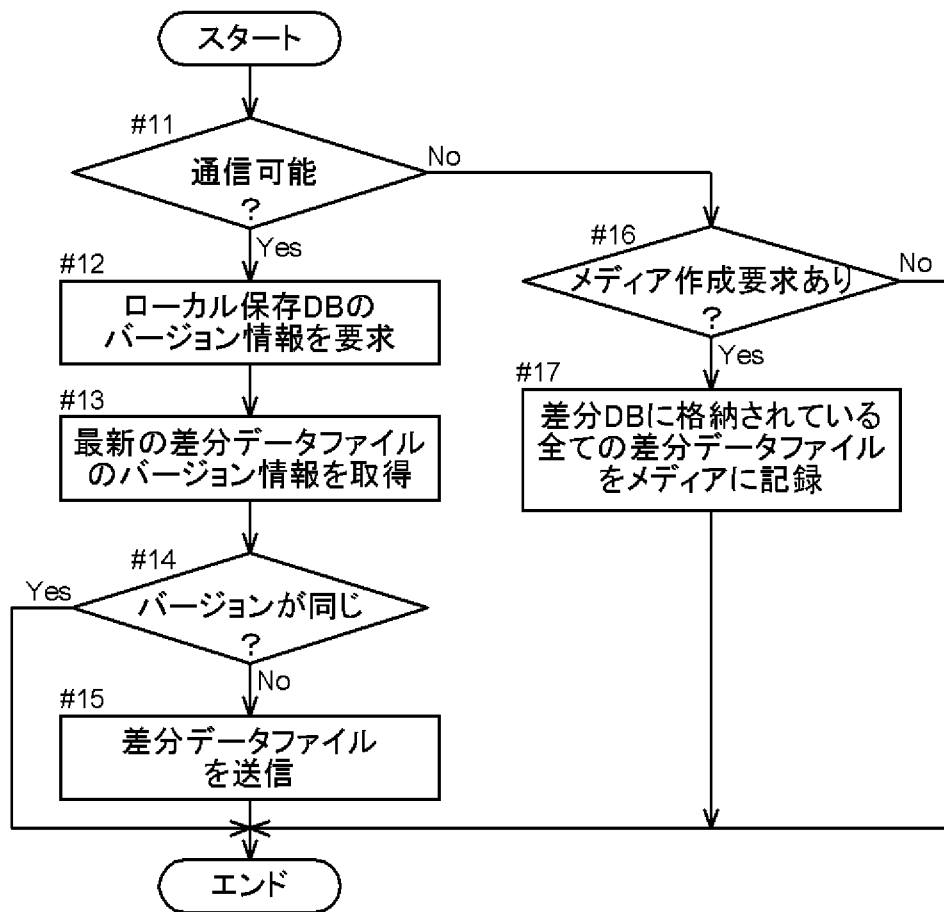 スタート
#11
通信可能
?
No
Yes
#12
ローカル保存DBの
バージョン情報を要求
#13
最新の差分データファイル
のバージョン情報を取得
#14
Yes
バージョンが同じ
?
No
#15
差分データファイル
を送信
#16
メディア作成要求あり
?
No
Yes
#17
差分DBに格納されている
全ての差分データファイル
をメディアに記録
エンド